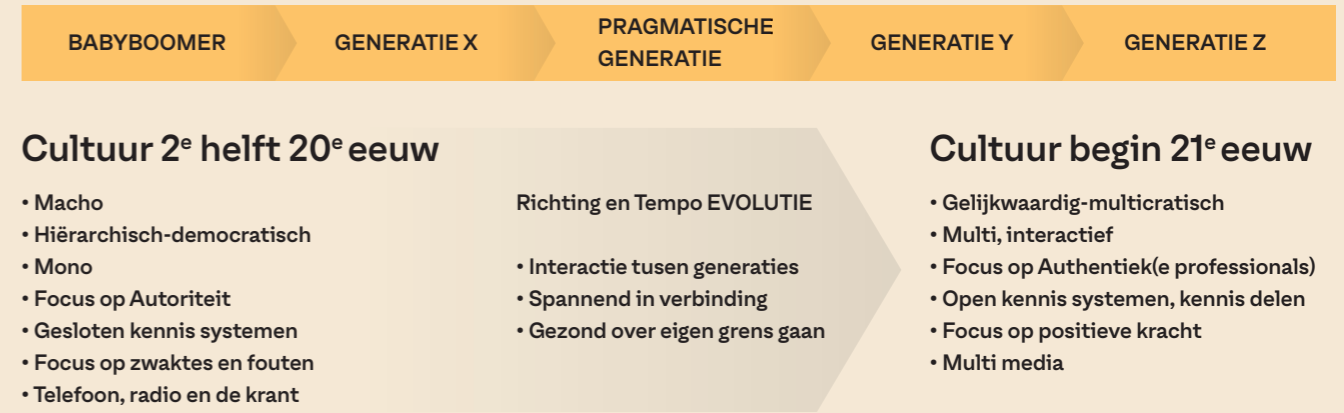 BABYBOOMER
GENERATIE X
PRAGMATISCHE
GENERATIE
GENERATIE Y
GENERATIE Z
Cultuur 2e helft 20e eeuw
• Macho
• Hiërarchisch-democratisch
• Mono
• Focus op Autoriteit
• Gesloten kennis systemen
• Focus op zwaktes en fouten
• Telefoon, radio en de krant
Richting en Tempo EVOLUTIE
• Interactie tusen generaties
• Spannend in verbinding
• Gezond over eigen grens gaan
Cultuur begin 21e eeuw
• Gelijkwaardig-multicratisch
• Multi, interactief
• Focus op Authentiek(e professionals)
• Open kennis systemen, kennis delen
• Focus op positieve kracht
• Multi media